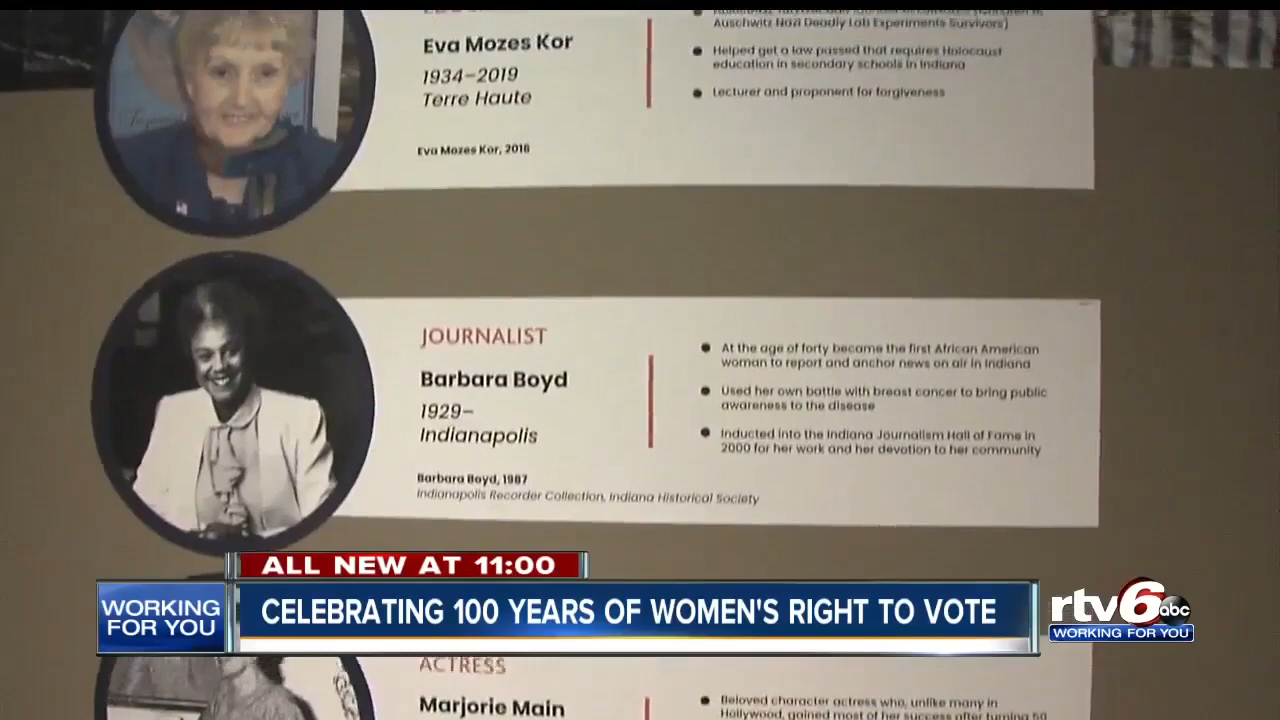 Auschwitz Nazi Deadly Lab Experiments Survivors)
Eva Mozes Kor
1934–2019
Terre Haute
Helped get a law passed that requires Holocaust
education in secondary schools in Indiana
Lecturer and proponent for forgiveness
Eva Mozes Kor, 2016
JOURNALIST
Barbara Boyd
1929–
Indianapolis
At the age of forty became the first African American
woman to report and anchor news on air in Indiana
Used her own battle with breast cancer to bring public
awareness to the disease
Inducted into the Indiana Journalism Hall of Fame in
2000 for her work and her devotion to her community
Barbara Boyd, 1987
Indianapolis Recorder Collection, Indiana Historical Society
ALL NEW AT 11:00
WORKING
FOR YOU
CELEBRATING 100 YEARS OF WOMEN'S RIGHT TO VOTE
rtv6 abc
WORKING FOR YOU
ACTRESS
Marjorie Main
Beloved character actress who, unlike many in
Hollywood, gained most of her success after turning 50